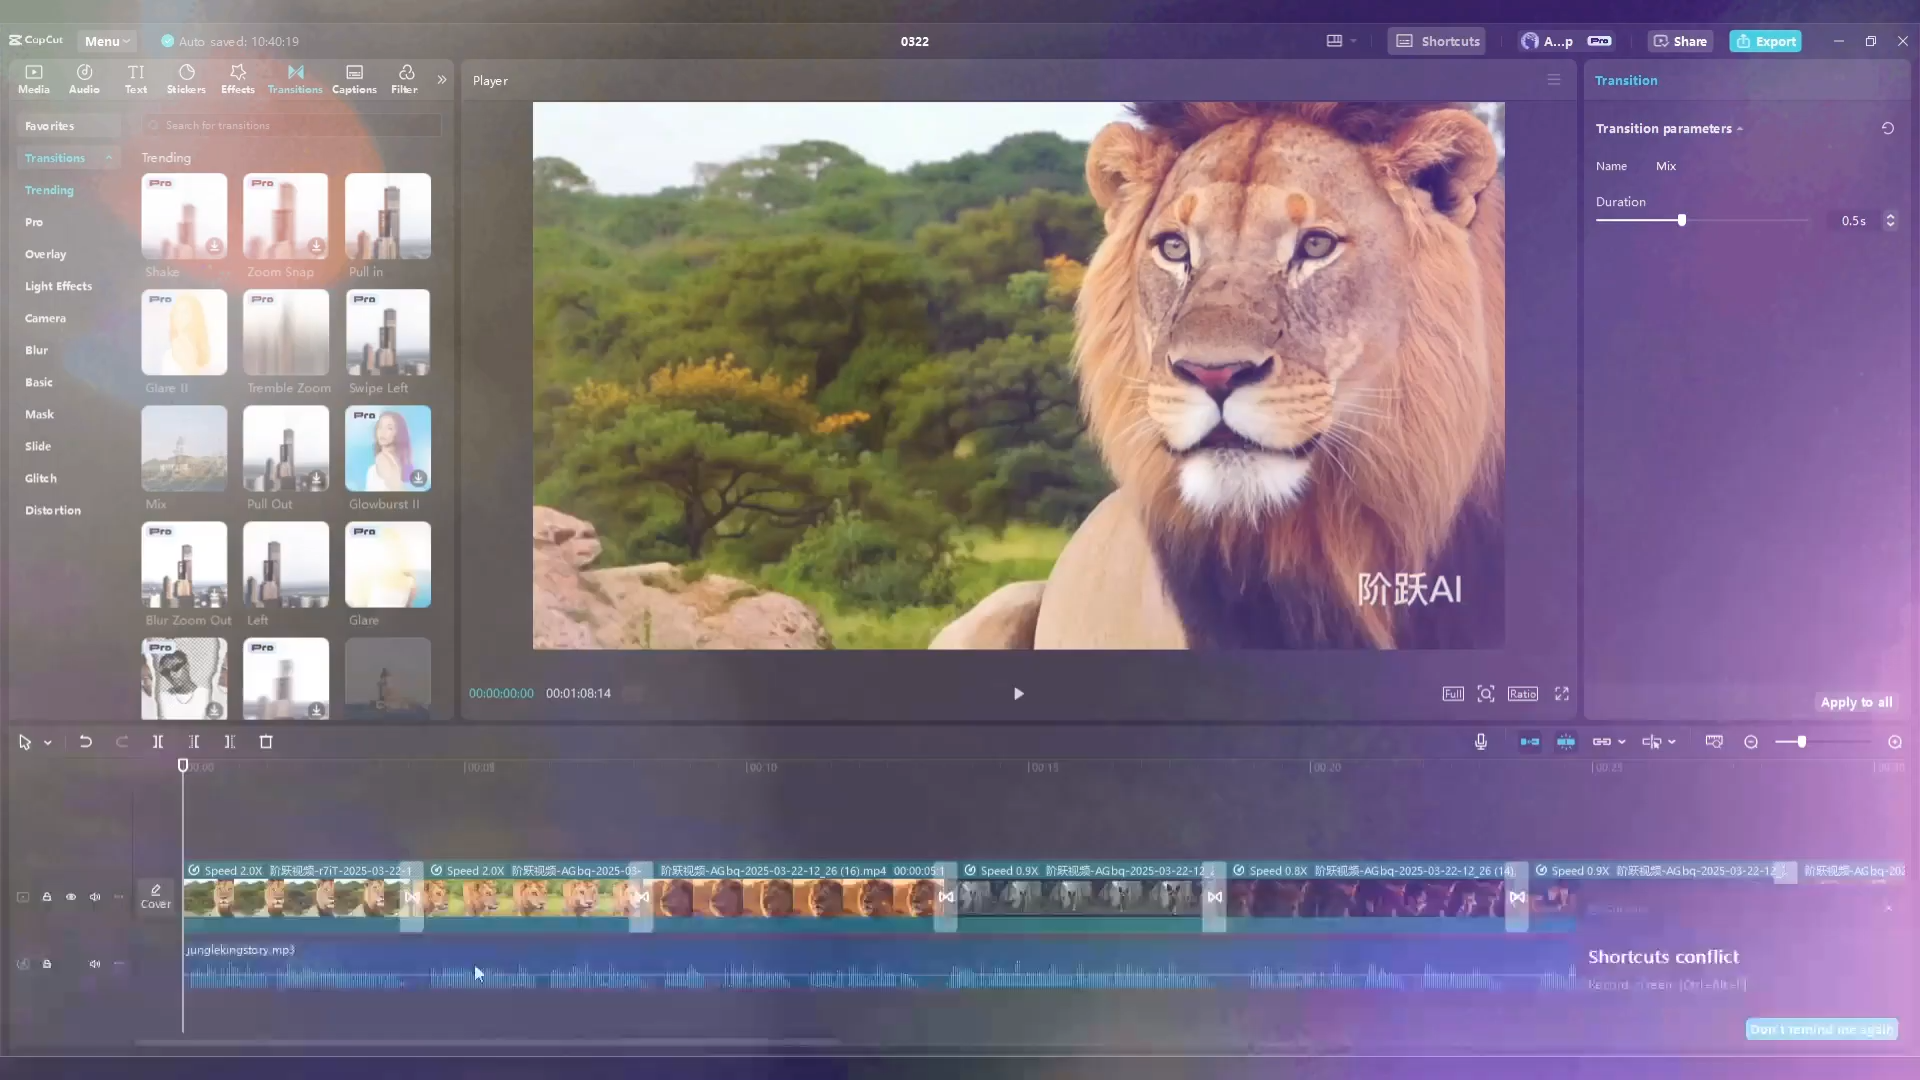 CapCut
Menu
Auto saved: 10:40:19
0322
Shortcuts
A...p
Pro
Share
Export
Media
Audio
Text
Stickers
Effects
Transitions
Captions
Filter
Player
Transition
Favorites
Search for transitions
Transitions
Trending
Pro
Overlay
Light Effects
Camera
Blur
Basic
Mask
Slide
Glitch
Distortion
Trending
Pro
Pro
Shake
Zoom Snap
Pull in
Pro
Pro
Pro
Glare II
Tremble Zoom
Swipe Left
Pro
Mix
Pull Out
Glowburst II
Pro
Pro
Pro
Blur Zoom Out
Left
Glare
Pro
Pro
阶跃AI
Transition parameters
Name
Mix
Duration
0.5s
Apply to all
00:00:00:00
00:01:08:14
Full
Ratio
00:00
00:05
00:10
00:15
00:20
00:25
Cover
Speed 2.0X 阶跃视频-r7iT-2025-03-22-1
Speed 2.0X 阶跃视频-AGbq-2025-03-
阶跃视频-AGbq-2025-03-22-12_26 (16).mp4 00:00:05:1
Speed 0.9X 阶跃视频-AGbq-2025-03-22-12_
Speed 0.8X 阶跃视频-AGbq-2025-03-22-12_26 (14)
Speed 0.9X 阶跃视频-AGbq-2025-03-22-12_
阶跃视频-AGbq-202
junglekingstory.mp3
Shortcuts conflict
Don't remind me again